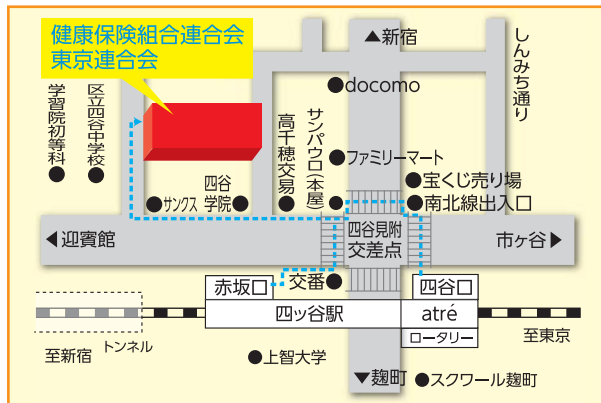 健康保険組合連合会
東京連合会
▲新宿
しんみち通り
●docomo
学習院初等科●
区立四谷中学校●
高千穂交易●
サンパウロ(本屋)●
●ファミリーマート
●宝くじ売り場
●南北線出入口
●サンクス
四谷
学院●
◀迎賓館
四谷見附
交差点
市ヶ谷▶
赤坂口
交番●
四谷口
四ッ谷駅
atré
ロータリー
至新宿
トンネル
至東京
●上智大学
▼麹町
●スクワール麹町